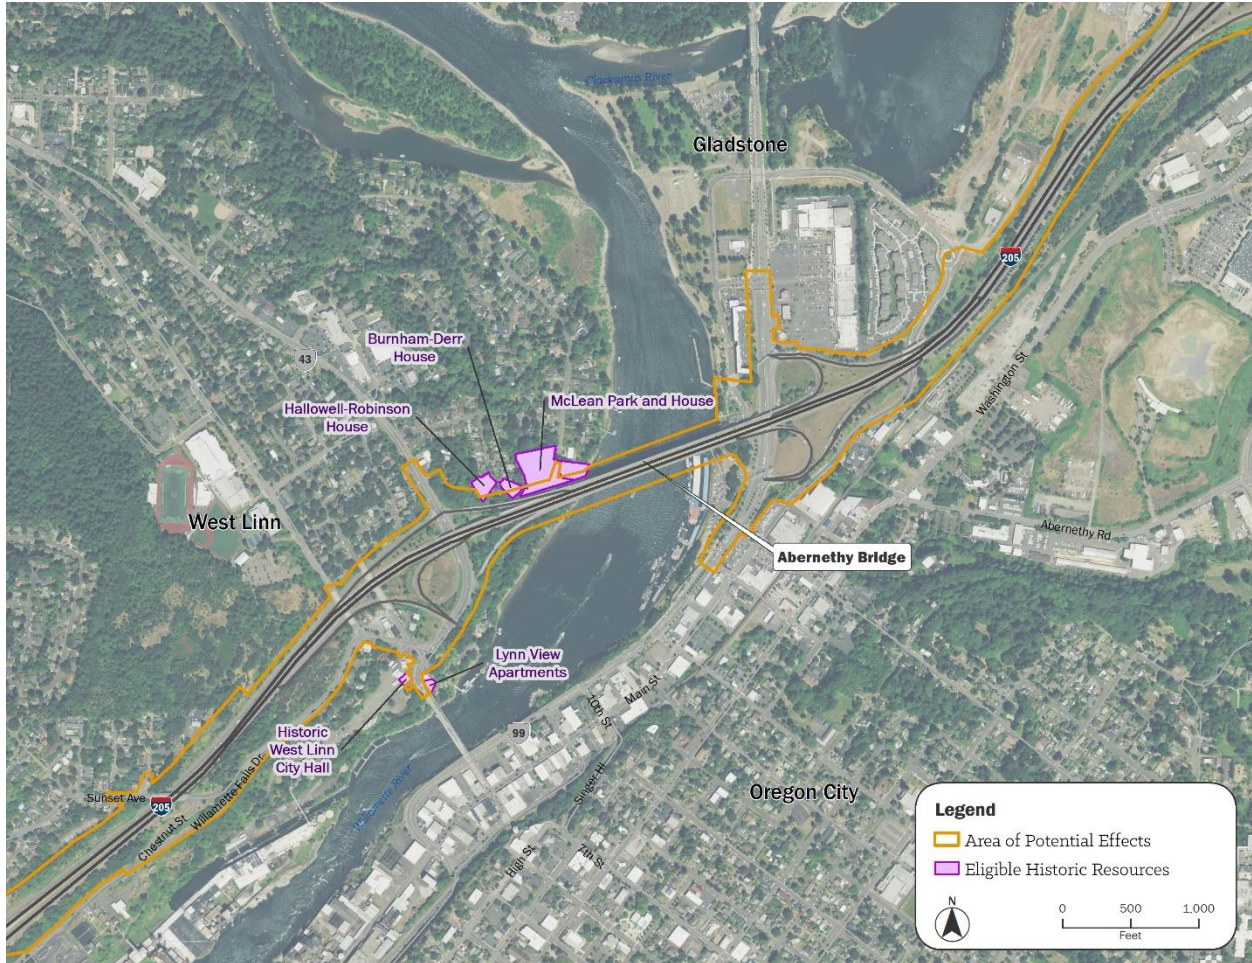 Clackamas River
Gladstone
205
Burnham-Derr
House
43
Hallowell-Robinson
House
McLean Park and House
Washington St
West Linn
Abernethy Rd
Abernethy Bridge
Lynn View
Apartments
10th St
Main St
99
Historic
West Linn
City Hall
Singer Hl
Willamette River
Willamette Falls Dr
Sunset Ave
205
Chestnut St
Oregon City
High St
7th St
Legend
Area of Potential Effects
Eligible Historic Resources
N
0 500 1,000
Feet